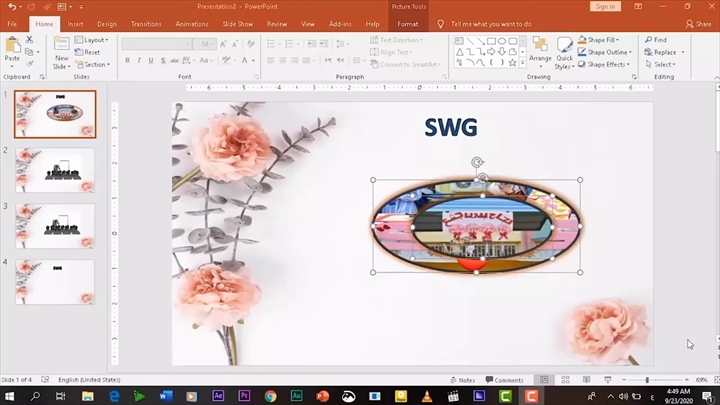 Presentation2 - PowerPoint
Picture Tools
Sign in
File
Home
Insert
Design
Transitions
Animations
Slide Show
Review
View
Add-ins
Help
Format
Tell me what you want to do
Share
Paste
New
Slide
Layout
Reset
Section
Text Direction
Align Text
Convert to SmartArt
Arrange
Quick
Styles
Shape Fill
Shape Outline
Shape Effects
Find
Replace
Select
Clipboard
Slides
Font
Paragraph
Drawing
Editing
1
SWG
2
3
4
SWG
SWG
Slide 1 of 4
English (United States)
Notes
Comments
69%
4:49 AM
9/23/2020